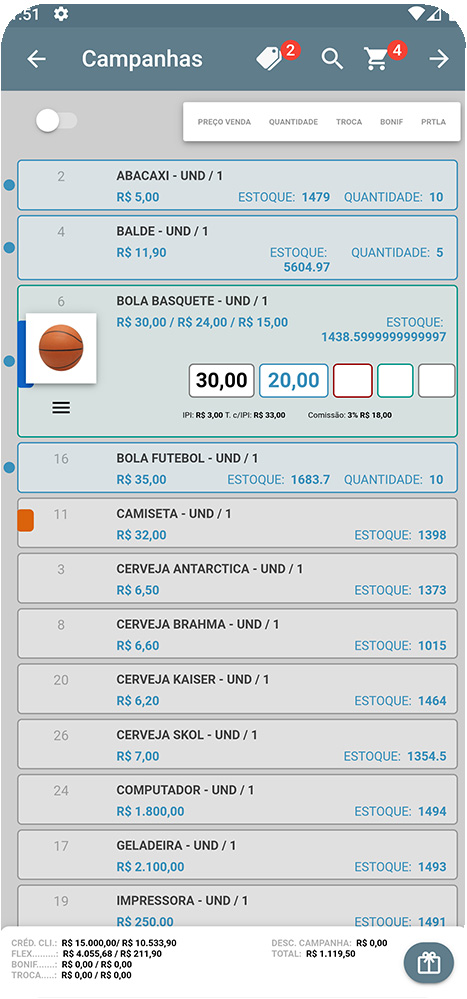 :51
Campanhas
2
4
PREÇO VENDA QUANTIDADE TROCA BONIF PRTLA
2 ABACAXI - UND / 1
R$ 5,00 ESTOQUE: 1479 QUANTIDADE: 10
4 BALDE - UND / 1
R$ 11,90 ESTOQUE: 5604.97 QUANTIDADE: 5
6 BOLA BASQUETE - UND / 1
R$ 30,00 / R$ 24,00 / R$ 15,00 ESTOQUE:
1438.5999999999997
30,00 20,00
IPI: R$ 3,00 T. c/IPI: R$ 33,00 Comissão: 3% R$ 18,00
16 BOLA FUTEBOL - UND / 1
R$ 35,00 ESTOQUE: 1683.7 QUANTIDADE: 10
11 CAMISETA - UND / 1
R$ 32,00 ESTOQUE: 1398
3 CERVEJA ANTARCTICA - UND / 1
R$ 6,50 ESTOQUE: 1373
8 CERVEJA BRAHMA - UND / 1
R$ 6,60 ESTOQUE: 1015
20 CERVEJA KAISER - UND / 1
R$ 6,20 ESTOQUE: 1464
26 CERVEJA SKOL - UND / 1
R$ 7,00 ESTOQUE: 1354.5
24 COMPUTADOR - UND / 1
R$ 1.800,00 ESTOQUE: 1494
17 GELADEIRA - UND / 1
R$ 2.100,00 ESTOQUE: 1493
19 IMPRESSORA - UND / 1
R$ 250,00 ESTOQUE: 1491
CRÉD. CLI.: R$ 15.000,00/ R$ 10.533,90 DESC. CAMPANHA: R$ 0,00
FLEX.........: R$ 4.055,68 / R$ 211,90 TOTAL: R$ 1.119,50
BONIF.......: R$ 0,00 / R$ 0,00
TROCA.....: R$ 0,00 / R$ 0,00